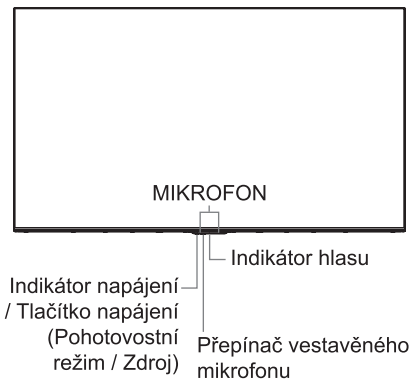 MIKROFON
Indikátor hlasu
Indikátor napájení
/ Tlačítko napájení
(Pohotovostní
režim / Zdroj)
Přepínač vestavěného
mikrofonu